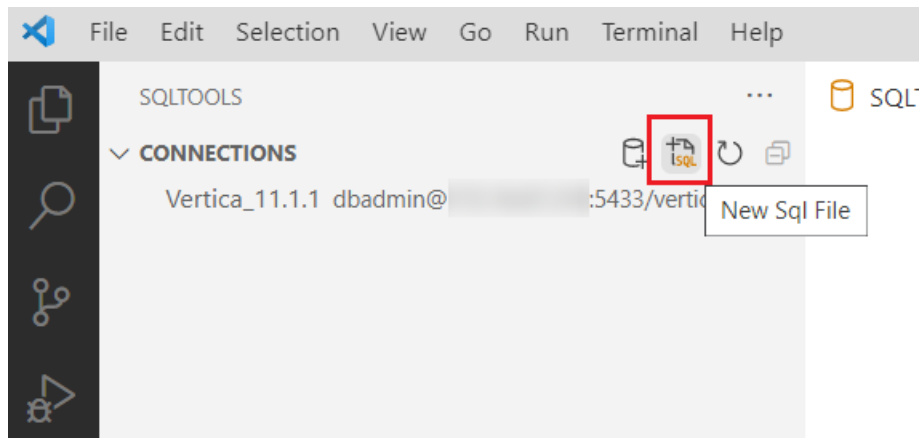 File Edit Selection View Go Run Terminal Help
SQLTOOLS
SQL
CONNECTIONS
SQL
Vertica_11.1.1 dbadmin@ :5433/vertic
New Sql File